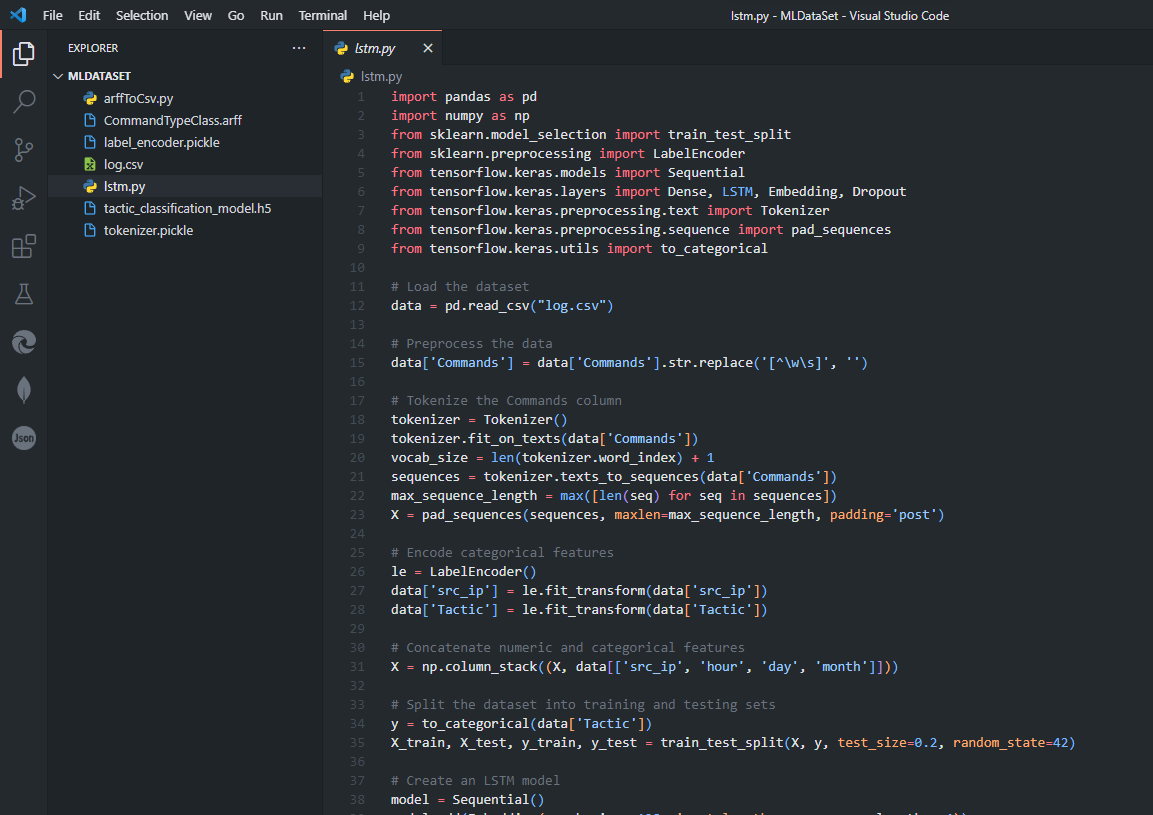 File Edit Selection View Go Run Terminal Help
lstm.py - MLDataSet - Visual Studio Code
EXPLORER
MLDATASET
arffToCsv.py
CommandTypeClass.arff
label_encoder.pickle
log.csv
lstm.py
tactic_classification_model.h5
tokenizer.pickle
Json
lstm.py
lstm.py
1 import pandas as pd
2 import numpy as np
3 from sklearn.model_selection import train_test_split
4 from sklearn.preprocessing import LabelEncoder
5 from tensorflow.keras.models import Sequential
6 from tensorflow.keras.layers import Dense, LSTM, Embedding, Dropout
7 from tensorflow.keras.preprocessing.text import Tokenizer
8 from tensorflow.keras.preprocessing.sequence import pad_sequences
9 from tensorflow.keras.utils import to_categorical
10
11 # Load the dataset
12 data = pd.read_csv("log.csv")
13
14 # Preprocess the data
15 data['Commands'] = data['Commands'].str.replace('[^\w\s]', '')
16
17 # Tokenize the Commands column
18 tokenizer = Tokenizer()
19 tokenizer.fit_on_texts(data['Commands'])
20 vocab_size = len(tokenizer.word_index) + 1
21 sequences = tokenizer.texts_to_sequences(data['Commands'])
22 max_sequence_length = max([len(seq) for seq in sequences])
23 X = pad_sequences(sequences, maxlen=max_sequence_length, padding='post')
24
25 # Encode categorical features
26 le = LabelEncoder()
27 data['src_ip'] = le.fit_transform(data['src_ip'])
28 data['Tactic'] = le.fit_transform(data['Tactic'])
29
30 # Concatenate numeric and categorical features
31 X = np.column_stack((X, data[['src_ip', 'hour', 'day', 'month']]))
32
33 # Split the dataset into training and testing sets
34 y = to_categorical(data['Tactic'])
35 X_train, X_test, y_train, y_test = train_test_split(X, y, test_size=0.2, random_state=42)
36
37 # Create an LSTM model
38 model = Sequential()